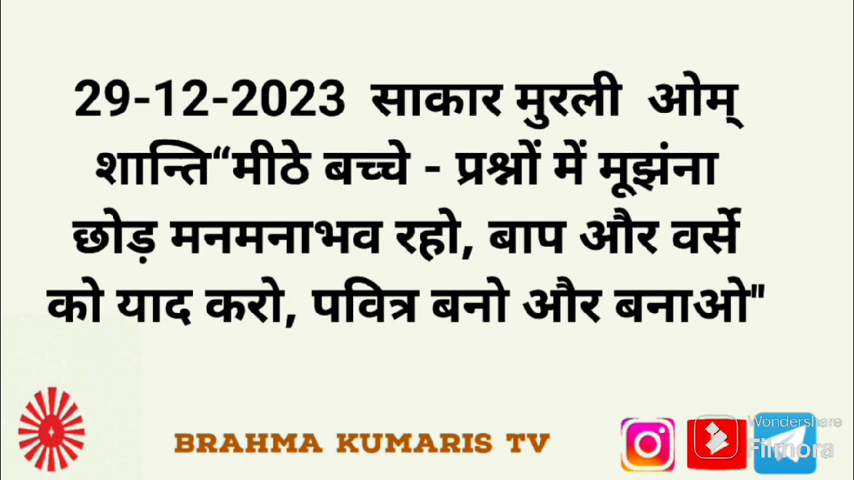 29-12-2023 साकार मुरली ओम्
शान्ति“मीठे बच्चे - प्रश्नों में मूझंना
छोड़ मनमनाभव रहो, बाप और वर्से
को याद करो, पवित्र बनो और बनाओ"
BRAHMA KUMARIS TV
Wondershare
Filmora